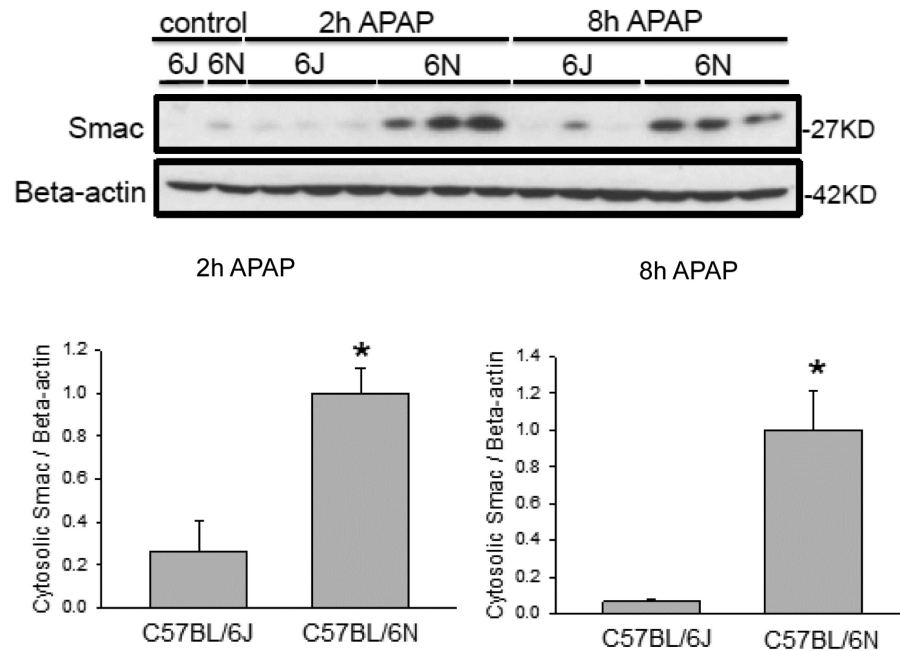 control 2h APAP 8h APAP
6J 6N 6J 6N 6J 6N
Smac -27KD
Beta-actin -42KD
2h APAP 8h APAP
Cytosolic Smac / Beta-actin
1.2
1.0
0.8
0.6
0.4
0.2
0.0
*
C57BL/6J C57BL/6N
Cytosolic Smac / Beta-actin
1.4
1.2
1.0
0.8
0.6
0.4
0.2
0.0
*
C57BL/6J C57BL/6N